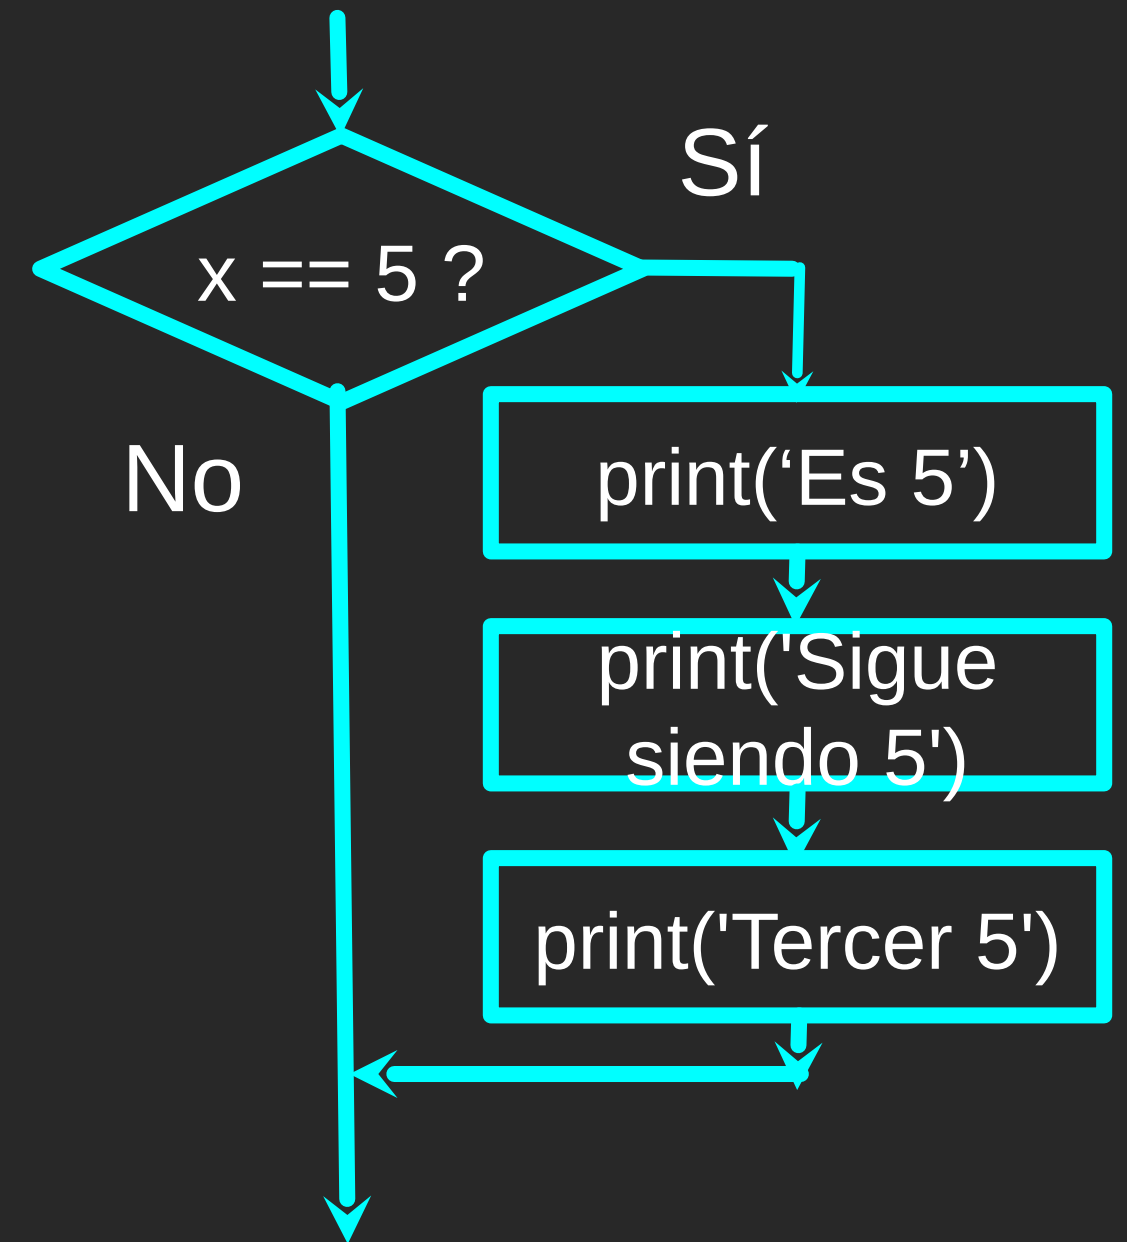 Sí
x == 5 ?
No
print(‘Es 5’)
print('Sigue
siendo 5')
print('Tercer 5')